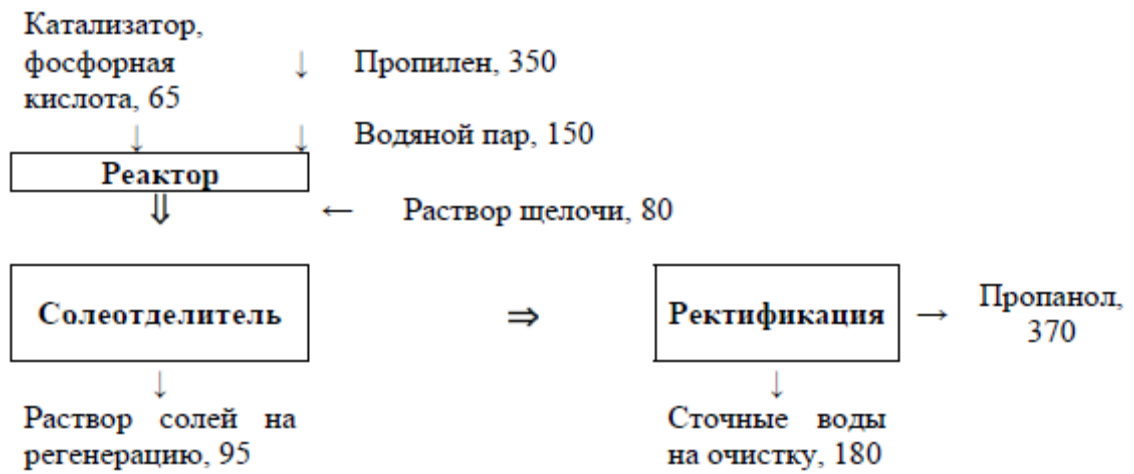 Катализатор,
фосфорная
кислота, 65
↓ Пропилен, 350
↓ ↓ Водяной пар, 150
Реактор
⇓ ← Раствор щелочи, 80
Солеотделитель ⇒ Ректификация → Пропанол,
370
↓ ↓
Раствор солей на
регенерацию, 95
Сточные воды
на очистку, 180